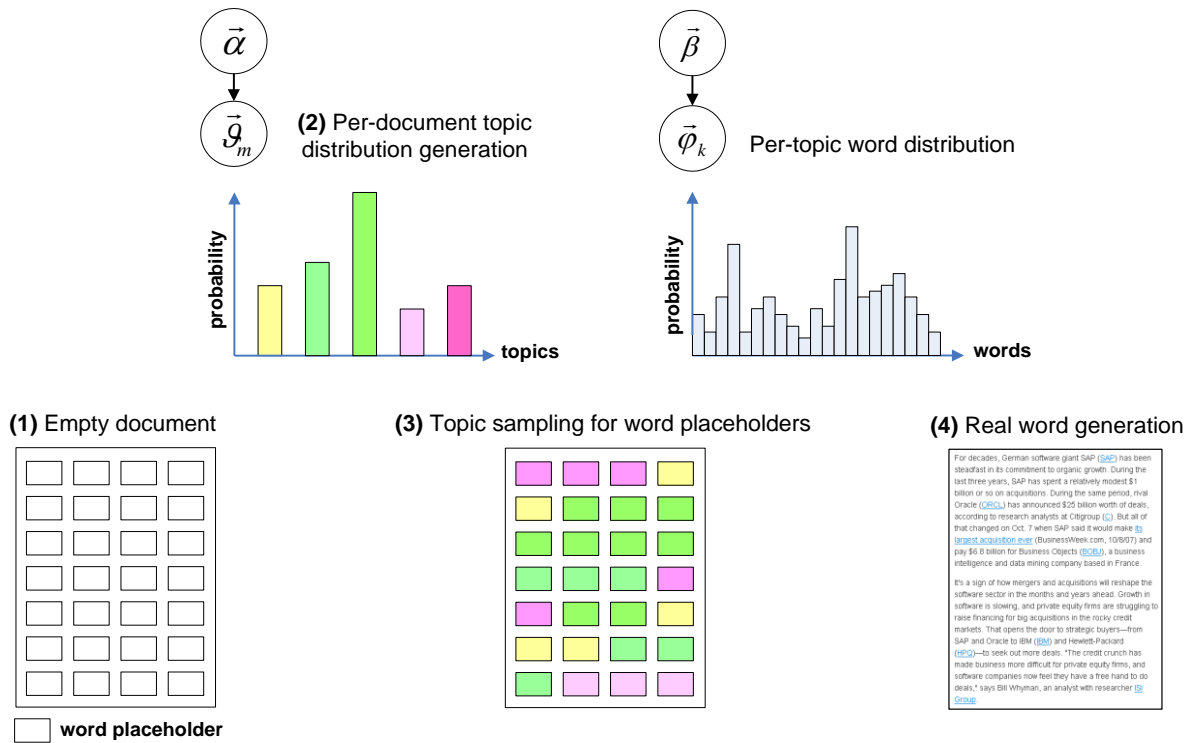 α⃗
β⃗
ϑ⃗m
(2) Per-document topic
distribution generation
φ⃗k
Per-topic word distribution
probability
topics
probability
words
(1) Empty document
(3) Topic sampling for word placeholders
(4) Real word generation
word placeholder
For decades, German software giant SAP (SAP) has been
steadfast in its commitment to organic growth. During the
last three years, SAP has spent a relatively modest $1
billion or so on acquisitions. During the same period, rival
Oracle (ORCL) has announced $25 billion worth of deals,
according to research analysts at Citigroup (C). But all of
that changed on Oct. 7 when SAP said it would make its
largest acquisition ever (BusinessWeek.com, 10/8/07) and
pay $6.8 billion for Business Objects (BOBJ), a business
intelligence and data mining company based in France.
It's a sign of how mergers and acquisitions will reshape the
software sector in the months and years ahead. Growth in
software is slowing, and private equity firms are struggling to
raise financing for big acquisitions in the rocky credit
markets. That opens the door to strategic buyers—from
SAP and Oracle to IBM (IBM) and Hewlett-Packard
(HPQ)—to seek out more deals. "The credit crunch has
made business more difficult for private equity firms, and
software companies now feel they have a free hand to do
deals," says Bill Whyman, an analyst with researcher ISI
Group.